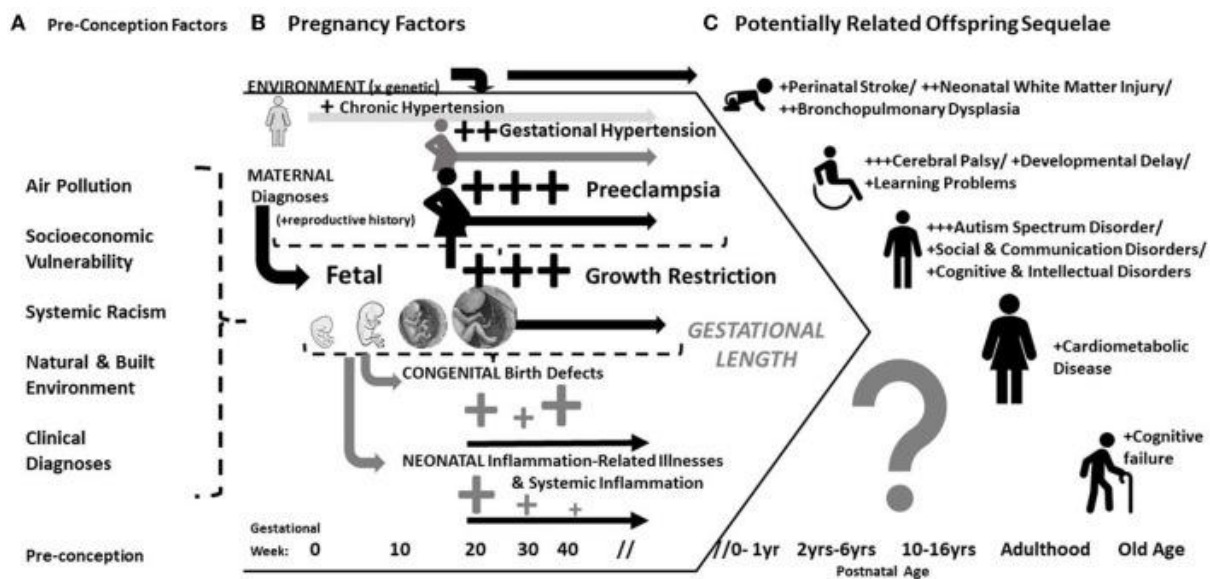 A Pre-Conception Factors
B Pregnancy Factors
C Potentially Related Offspring Sequelae
Air Pollution
Socioeconomic
Vulnerability
Systemic Racism
Natural & Built
Environment
Clinical
Diagnoses
Pre-conception
ENVIRONMENT (x genetic)
+ Chronic Hypertension
++ Gestational Hypertension
MATERNAL
Diagnoses
(+reproductive history)
+++ Preeclampsia
Fetal
+++ Growth Restriction
GESTATIONAL
LENGTH
CONGENITAL Birth Defects
+ + +
NEONATAL Inflammation-Related Illnesses
& Systemic Inflammation
+ + +
Gestational
Week: 0 10 20 30 40 //
+Perinatal Stroke/ ++Neonatal White Matter Injury/
++Bronchopulmonary Dysplasia
+++Cerebral Palsy/ +Developmental Delay/
+Learning Problems
+++Autism Spectrum Disorder/
+Social & Communication Disorders/
+Cognitive & Intellectual Disorders
+Cardiometabolic
Disease
?
+Cognitive
failure
//0- 1yr 2yrs-6yrs 10-16yrs Adulthood Old Age
Postnatal Age